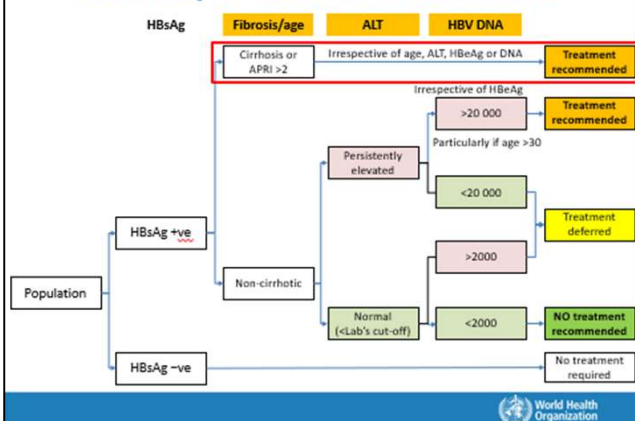 HBsAg
Fibrosis/age
ALT
HBV DNA
Cirrhosis or
APRI >2
Irrespective of age, ALT, HBeAg or DNA
Treatment
recommended
Irrespective of HBeAg
>20 000
Treatment
recommended
Particularly if age >30
Persistently
elevated
<20 000
Treatment
deferred
HBsAg +ve
>2000
Non-cirrhotic
Population
Normal
(<Lab's cut-off)
<2000
NO treatment
recommended
HBsAg −ve
No treatment
required
World Health
Organization